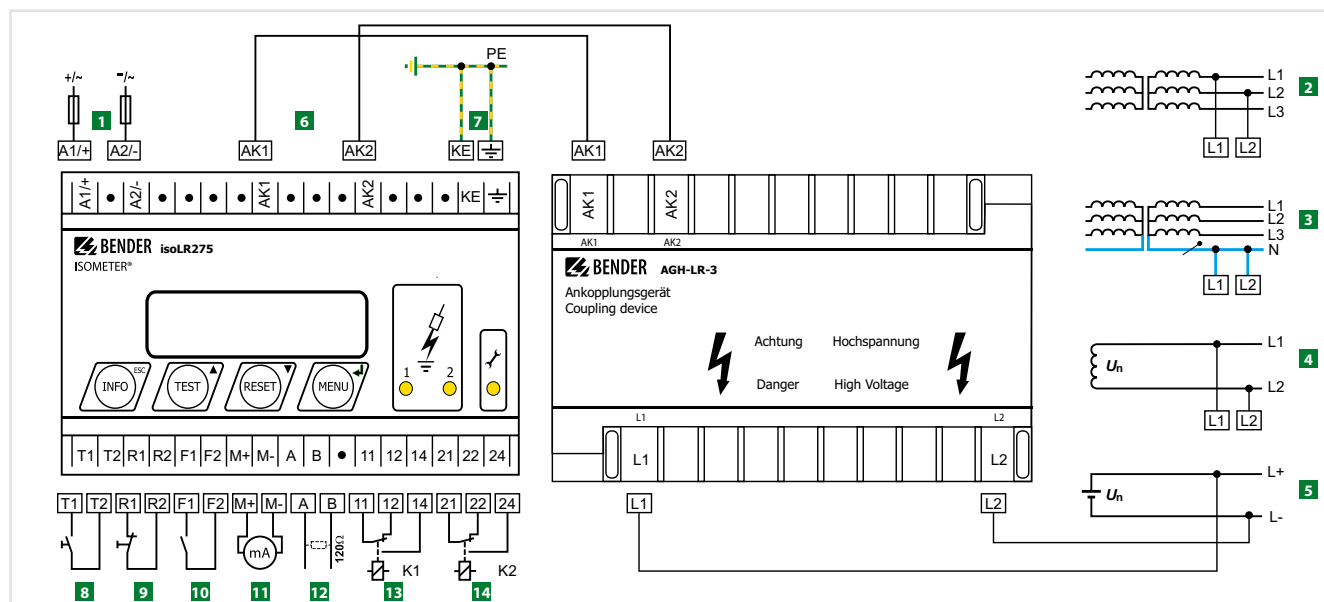 PE
+/~ -/~
1 6 7
A1/+ A2/- AK1 AK2 KE AK1 AK2
A1/+ A2/- AK1 AK2 KE
BENDER isoLR275
ISOMETER®
INFO ESC TEST RESET MENU
1 2
T1 T2 R1 R2 F1 F2 M+ M- A B 11 12 14 21 22 24
T1 T2 R1 R2 F1 F2 M+ M- A B 11 12 14 21 22 24
mA 120Ω K1 K2
8 9 10 11 12 13 14
AK1 AK2
AK1 AK2
BENDER AGH-LR-3
Ankopplungsgerät
Coupling device
Achtung Hochspannung
Danger High Voltage
L1 L2
L1 L2
L1 L2
L1
L2
L3
2
L1 L2
L1
L2
L3
N
3
L1 L2
L1
Un
L2
4
L1 L2
L+
Un
L-
5